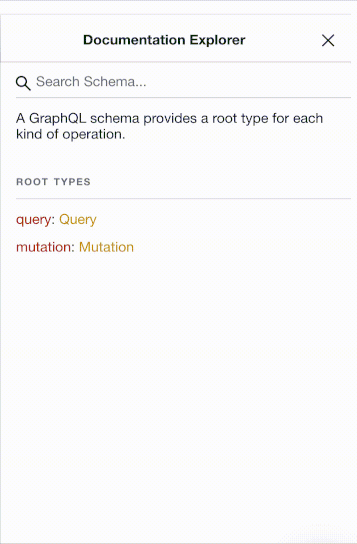 Documentation Explorer
Search Schema...
A GraphQL schema provides a root type for each
kind of operation.
ROOT TYPES
query: Query
mutation: Mutation